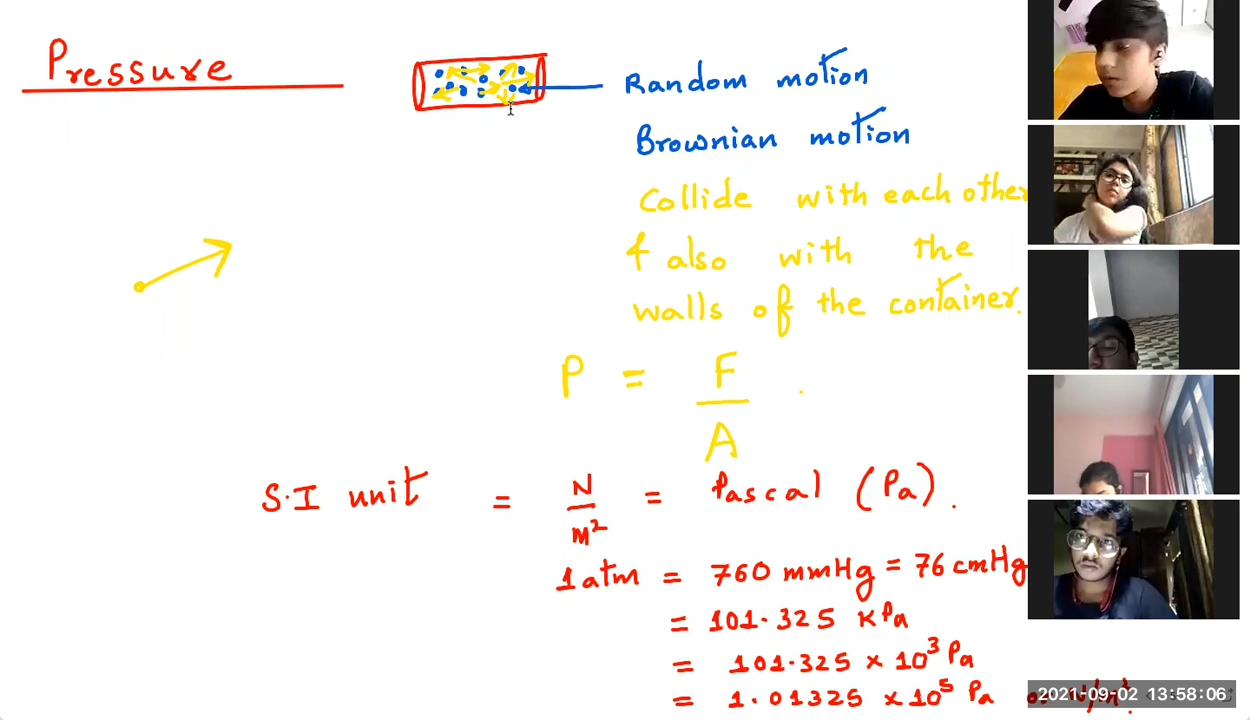 Pressure
Random motion
Brownian motion
Collide with each other
& also with the
walls of the container.
P = F / A
S.I unit = N / m² = Pascal (Pa).
1 atm = 760 mmHg = 76 cmHg
= 101.325 kPa
= 101.325 × 10³ Pa
= 1.01325 × 10⁵ Pa or N/m².
2021-09-02 13:58:06